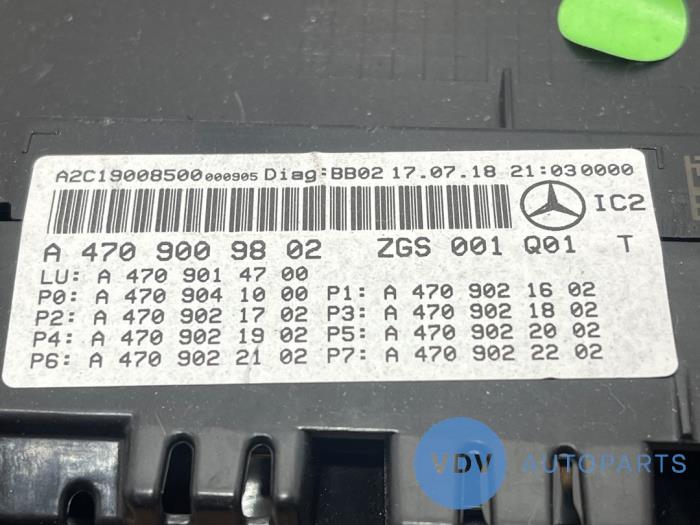 A2C19008500 000905 Diag:BB02 17.07.18 21:030000
IC2
A 470 900 98 02 ZGS 001 Q01 T
LU: A 470 901 47 00
P0: A 470 904 10 00 P1: A 470 902 16 02
P2: A 470 902 17 02 P3: A 470 902 18 02
P4: A 470 902 19 02 P5: A 470 902 20 02
P6: A 470 902 21 02 P7: A 470 902 22 02
VDV AUTOPARTS